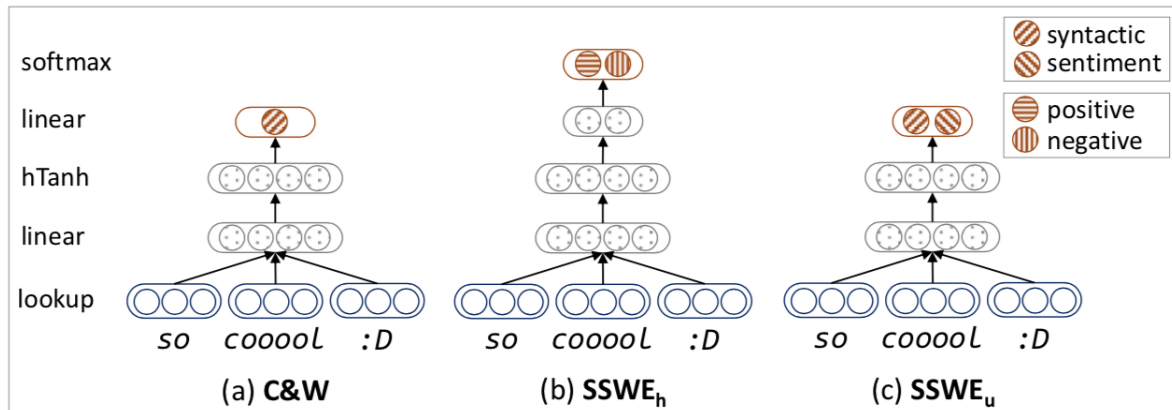 softmax
linear
hTanh
linear
lookup
so cooool :D
so cooool :D
so cooool :D
(a) C&W
(b) SSWEh
(c) SSWEu
syntactic
sentiment
positive
negative